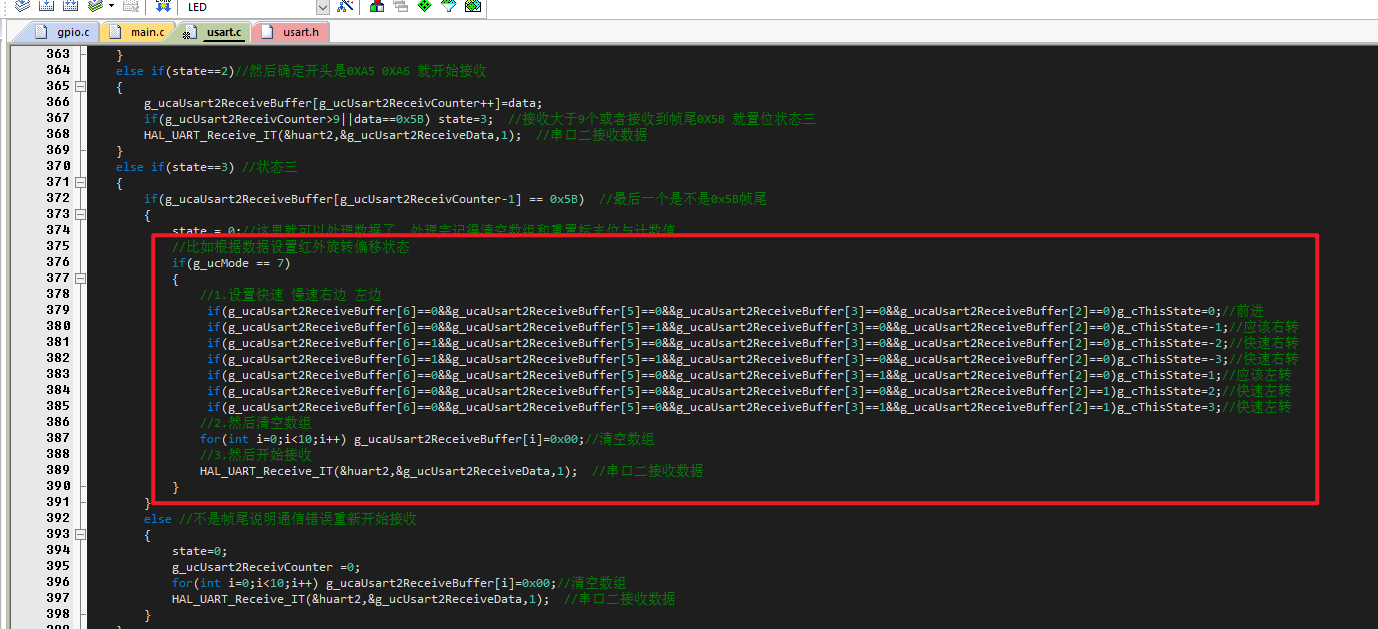 LED
gpio.c main.c usart.c usart.h
363 }
364 else if(state==2)//然后确定开头是0XA5 0XA6 就开始接收
365 {
366 g_ucaUsart2ReceiveBuffer[g_ucUsart2ReceivCounter++]=data;
367 if(g_ucUsart2ReceivCounter>9||data==0x5B) state=3; //接收大于9个或者接收到帧尾0X5B 就置位状态三
368 HAL_UART_Receive_IT(&huart2,&g_ucUsart2ReceiveData,1); //串口二接收数据
369 }
370 else if(state==3) //状态三
371 {
372 if(g_ucaUsart2ReceiveBuffer[g_ucUsart2ReceivCounter-1] == 0x5B) //最后一个是不是0x5B帧尾
373 {
374 state = 0;//这里就可以处理数据了 处理完记得清空数组和重置标志位与计数值
375 //比如根据数据设置红外旋转偏移状态
376 if(g_ucMode == 7)
377 {
378 //1.设置快速 慢速右边 左边
379 if(g_ucaUsart2ReceiveBuffer[6]==0&&g_ucaUsart2ReceiveBuffer[5]==0&&g_ucaUsart2ReceiveBuffer[3]==0&&g_ucaUsart2ReceiveBuffer[2]==0)g_cThisState=0;//前进
380 if(g_ucaUsart2ReceiveBuffer[6]==0&&g_ucaUsart2ReceiveBuffer[5]==1&&g_ucaUsart2ReceiveBuffer[3]==0&&g_ucaUsart2ReceiveBuffer[2]==0)g_cThisState=-1;//应该右转
381 if(g_ucaUsart2ReceiveBuffer[6]==1&&g_ucaUsart2ReceiveBuffer[5]==0&&g_ucaUsart2ReceiveBuffer[3]==0&&g_ucaUsart2ReceiveBuffer[2]==0)g_cThisState=-2;//快速右转
382 if(g_ucaUsart2ReceiveBuffer[6]==1&&g_ucaUsart2ReceiveBuffer[5]==1&&g_ucaUsart2ReceiveBuffer[3]==0&&g_ucaUsart2ReceiveBuffer[2]==0)g_cThisState=-3;//快速右转
383 if(g_ucaUsart2ReceiveBuffer[6]==0&&g_ucaUsart2ReceiveBuffer[5]==0&&g_ucaUsart2ReceiveBuffer[3]==1&&g_ucaUsart2ReceiveBuffer[2]==0)g_cThisState=1;//应该左转
384 if(g_ucaUsart2ReceiveBuffer[6]==0&&g_ucaUsart2ReceiveBuffer[5]==0&&g_ucaUsart2ReceiveBuffer[3]==0&&g_ucaUsart2ReceiveBuffer[2]==1)g_cThisState=2;//快速左转
385 if(g_ucaUsart2ReceiveBuffer[6]==0&&g_ucaUsart2ReceiveBuffer[5]==0&&g_ucaUsart2ReceiveBuffer[3]==1&&g_ucaUsart2ReceiveBuffer[2]==1)g_cThisState=3;//快速左转
386 //2.然后清空数组
387 for(int i=0;i<10;i++) g_ucaUsart2ReceiveBuffer[i]=0x00;//清空数组
388 //3.然后开始接收
389 HAL_UART_Receive_IT(&huart2,&g_ucUsart2ReceiveData,1); //串口二接收数据
390 }
391 }
392 else //不是帧尾说明通信错误重新开始接收
393 {
394 state=0;
395 g_ucUsart2ReceivCounter =0;
396 for(int i=0;i<10;i++) g_ucaUsart2ReceiveBuffer[i]=0x00;//清空数组
397 HAL_UART_Receive_IT(&huart2,&g_ucUsart2ReceiveData,1); //串口二接收数据
398 }